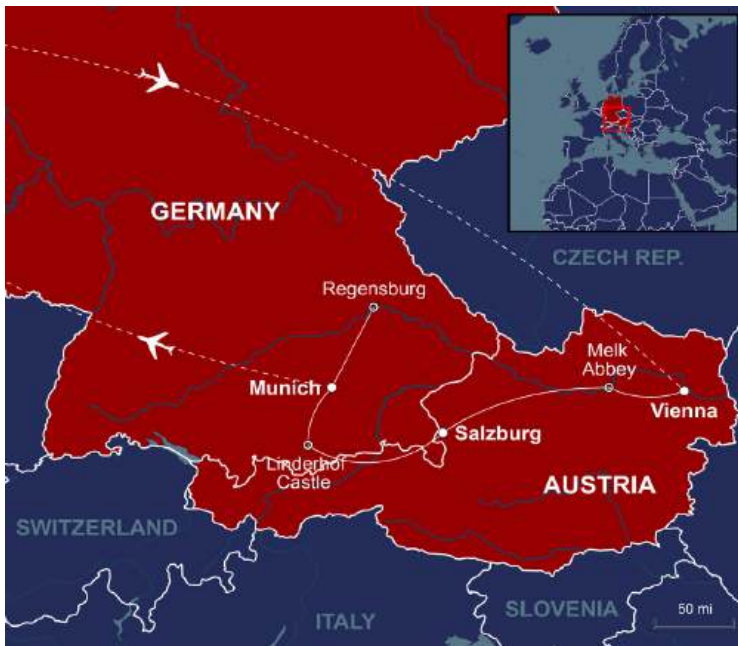 GERMANY
CZECH REP.
Regensburg
Melk
Abbey
Munich
Vienna
Salzburg
Linderhof
Castle
AUSTRIA
SWITZERLAND
ITALY
SLOVENIA
50 mi